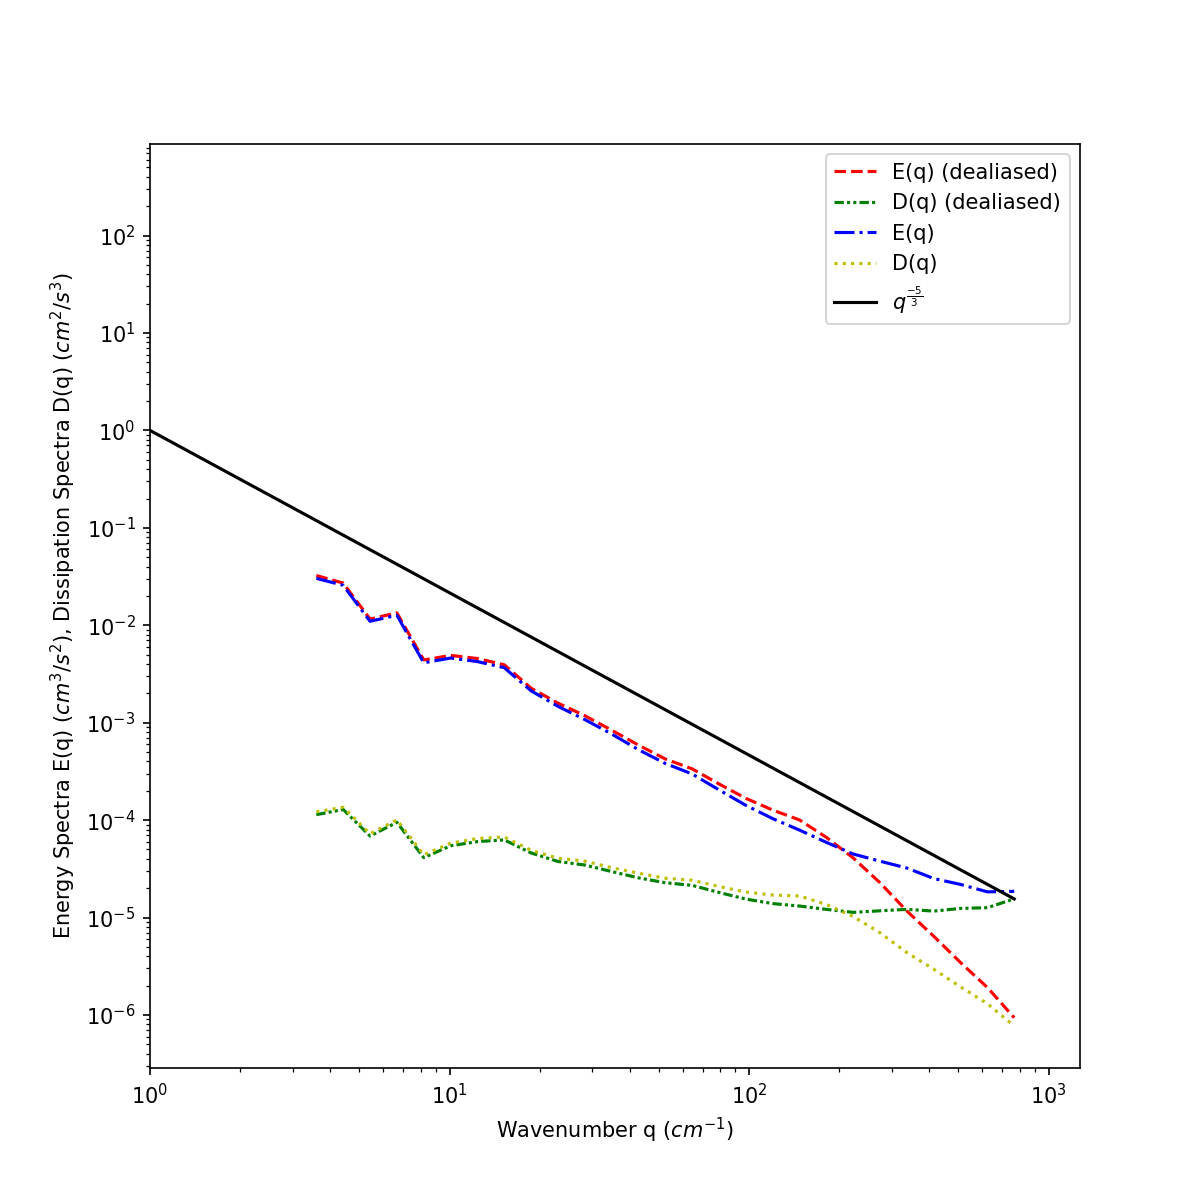 E(q) (dealiased)
D(q) (dealiased)
E(q)
D(q)
$q^{\frac{-5}{3}}$
Energy Spectra E(q) ($cm^3/s^2$), Dissipation Spectra D(q) ($cm^2/s^3$)
$10^2$
$10^1$
$10^0$
$10^{-1}$
$10^{-2}$
$10^{-3}$
$10^{-4}$
$10^{-5}$
$10^{-6}$
$10^0$ $10^1$ $10^2$ $10^3$
Wavenumber q ($cm^{-1}$)